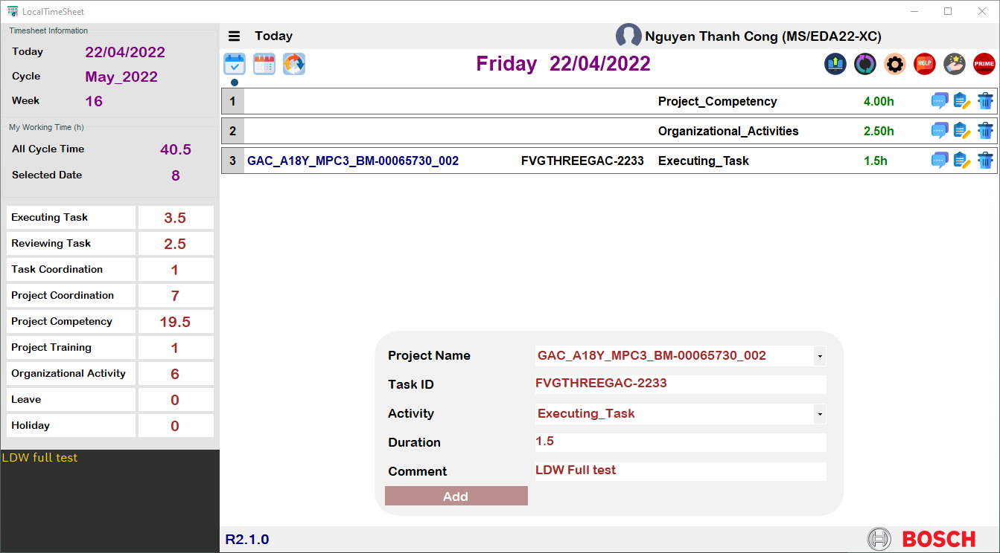 LocalTimeSheet
Timesheet Information
Today 22/04/2022
Cycle May_2022
Week 16
My Working Time (h)
All Cycle Time 40.5
Selected Date 8
Executing Task 3.5
Reviewing Task 2.5
Task Coordination 1
Project Coordination 7
Project Competency 19.5
Project Training 1
Organizational Activity 6
Leave 0
Holiday 0
LDW full test
Today
Nguyen Thanh Cong (MS/EDA22-XC)
Friday 22/04/2022
HELP
PRIME
1 Project_Competency 4.00h
2 Organizational_Activities 2.50h
3 GAC_A18Y_MPC3_BM-00065730_002 FVGTHREEGAC-2233 Executing_Task 1.5h
Project Name GAC_A18Y_MPC3_BM-00065730_002
Task ID FVGTHREEGAC-2233
Activity Executing_Task
Duration 1.5
Comment LDW Full test
Add
R2.1.0
BOSCH